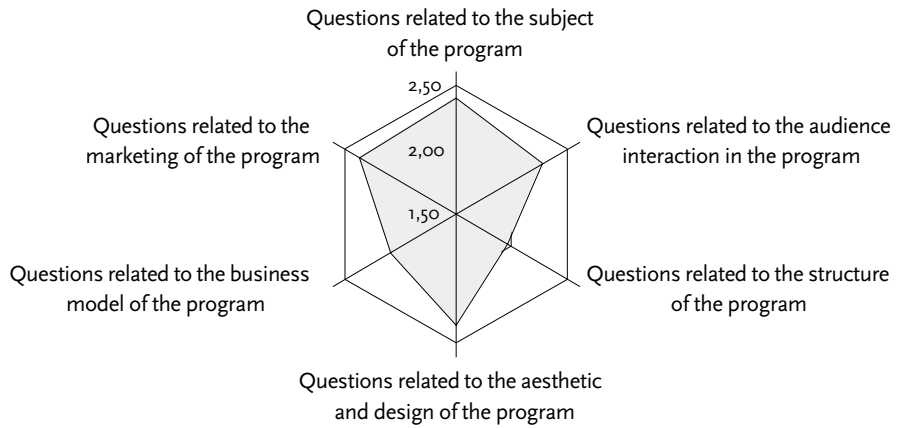 Questions related to the subject
of the program
2,50
Questions related to the
marketing of the program
Questions related to the audience
interaction in the program
2,00
1,50
Questions related to the business
model of the program
Questions related to the structure
of the program
Questions related to the aesthetic
and design of the program